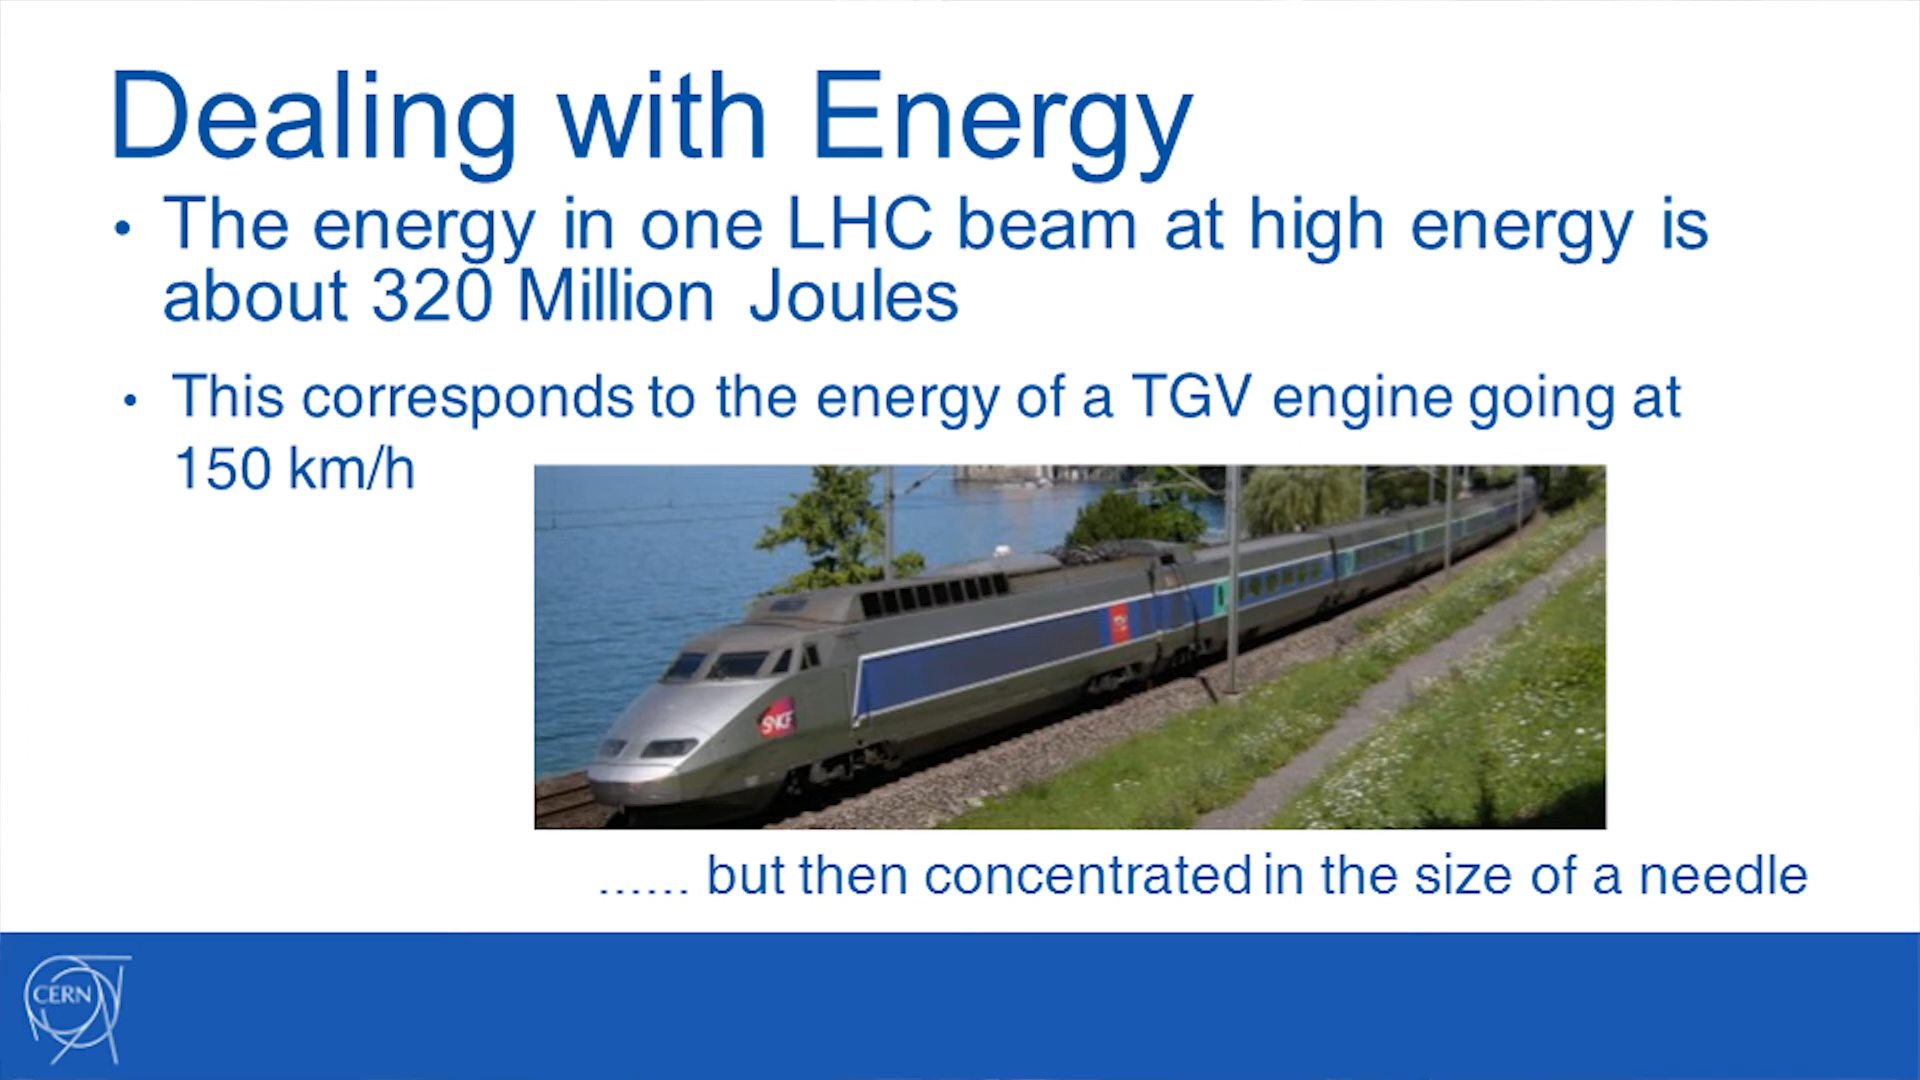 Dealing with Energy
• The energy in one LHC beam at high energy is
about 320 Million Joules
• This corresponds to the energy of a TGV engine going at
150 km/h
SNCF
...... but then concentrated in the size of a needle
CERN